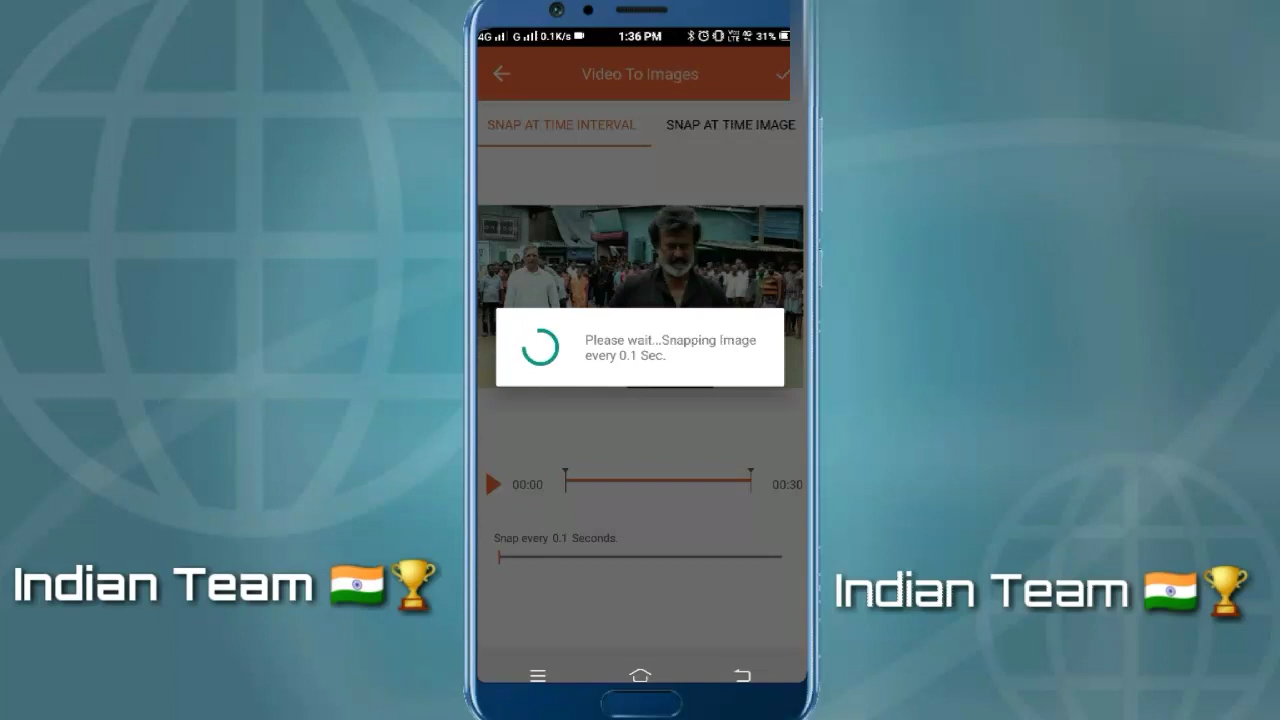 4G G 0.1K/s 1:36 PM 31%
Video To Images
SNAP AT TIME INTERVAL SNAP AT TIME IMAGE
Please wait...Snapping Image
every 0.1 Sec.
00:00 00:30
Snap every 0.1 Seconds.
Indian Team 🇮🇳🏆
Indian Team 🇮🇳🏆